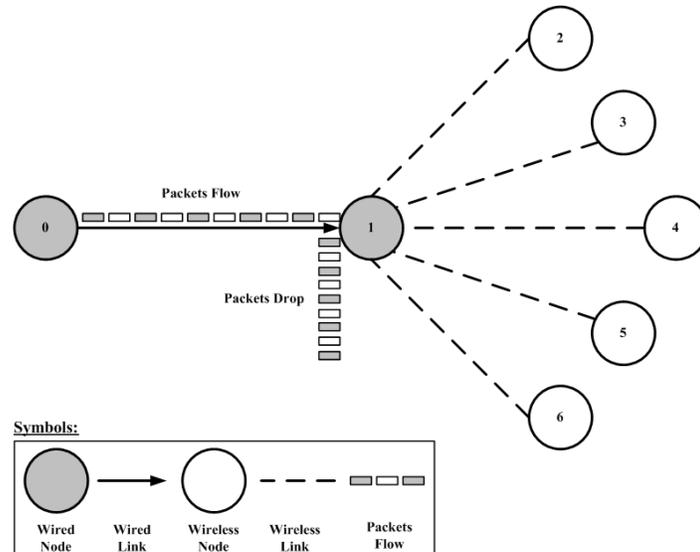 2
3
Packets Flow
0
1
4
Packets Drop
5
6
Symbols:
Wired Wired Wireless Wireless Packets
Node Link Node Link Flow